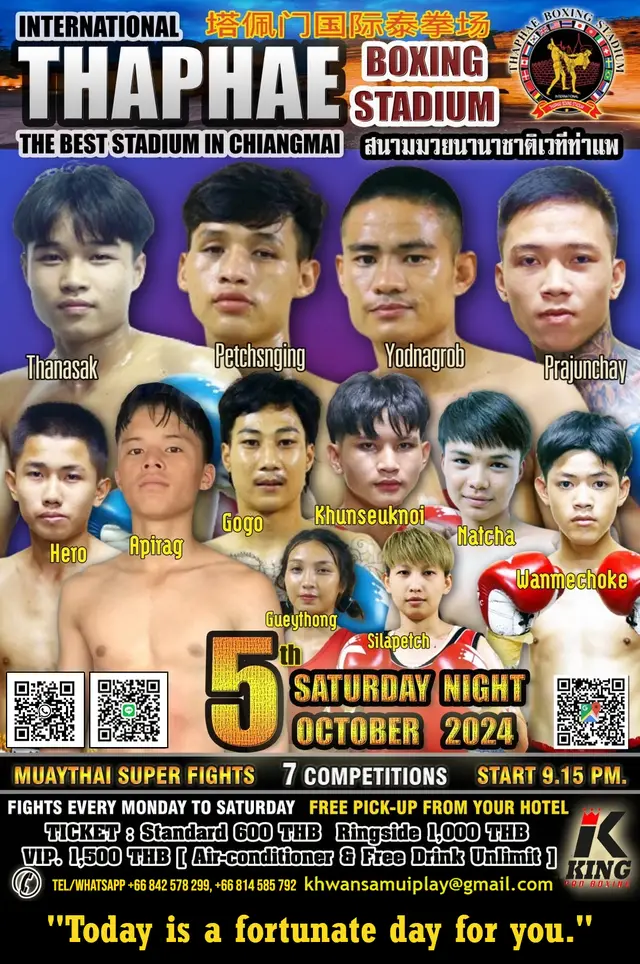 INTERNATIONAL 塔佩门国际泰拳场
THAPHAE BOXING STADIUM
THE BEST STADIUM IN CHIANGMAI สนามมวยนานาชาติเวทีท่าแพ
THAPHAE BOXING STADIUM
Thanasak Petchsnging Yodnagrob Prajunchay
Hero Apirag Gogo Khunseuknoi Natcha Wanmechoke
Gueythong Silapetch
5th SATURDAY NIGHT
OCTOBER 2024
MUAYTHAI SUPER FIGHTS 7 COMPETITIONS START 9.15 PM.
FIGHTS EVERY MONDAY TO SATURDAY FREE PICK-UP FROM YOUR HOTEL
TICKET : Standard 600 THB Ringside 1,000 THB
VIP. 1,500 THB [ Air-conditioner & Free Drink Unlimit ]
K KING
PRO BOXING
TEL/WHATSAPP +66 842 578 299, +66 814 585 792 khwansamuiplay@gmail.com
"Today is a fortunate day for you."